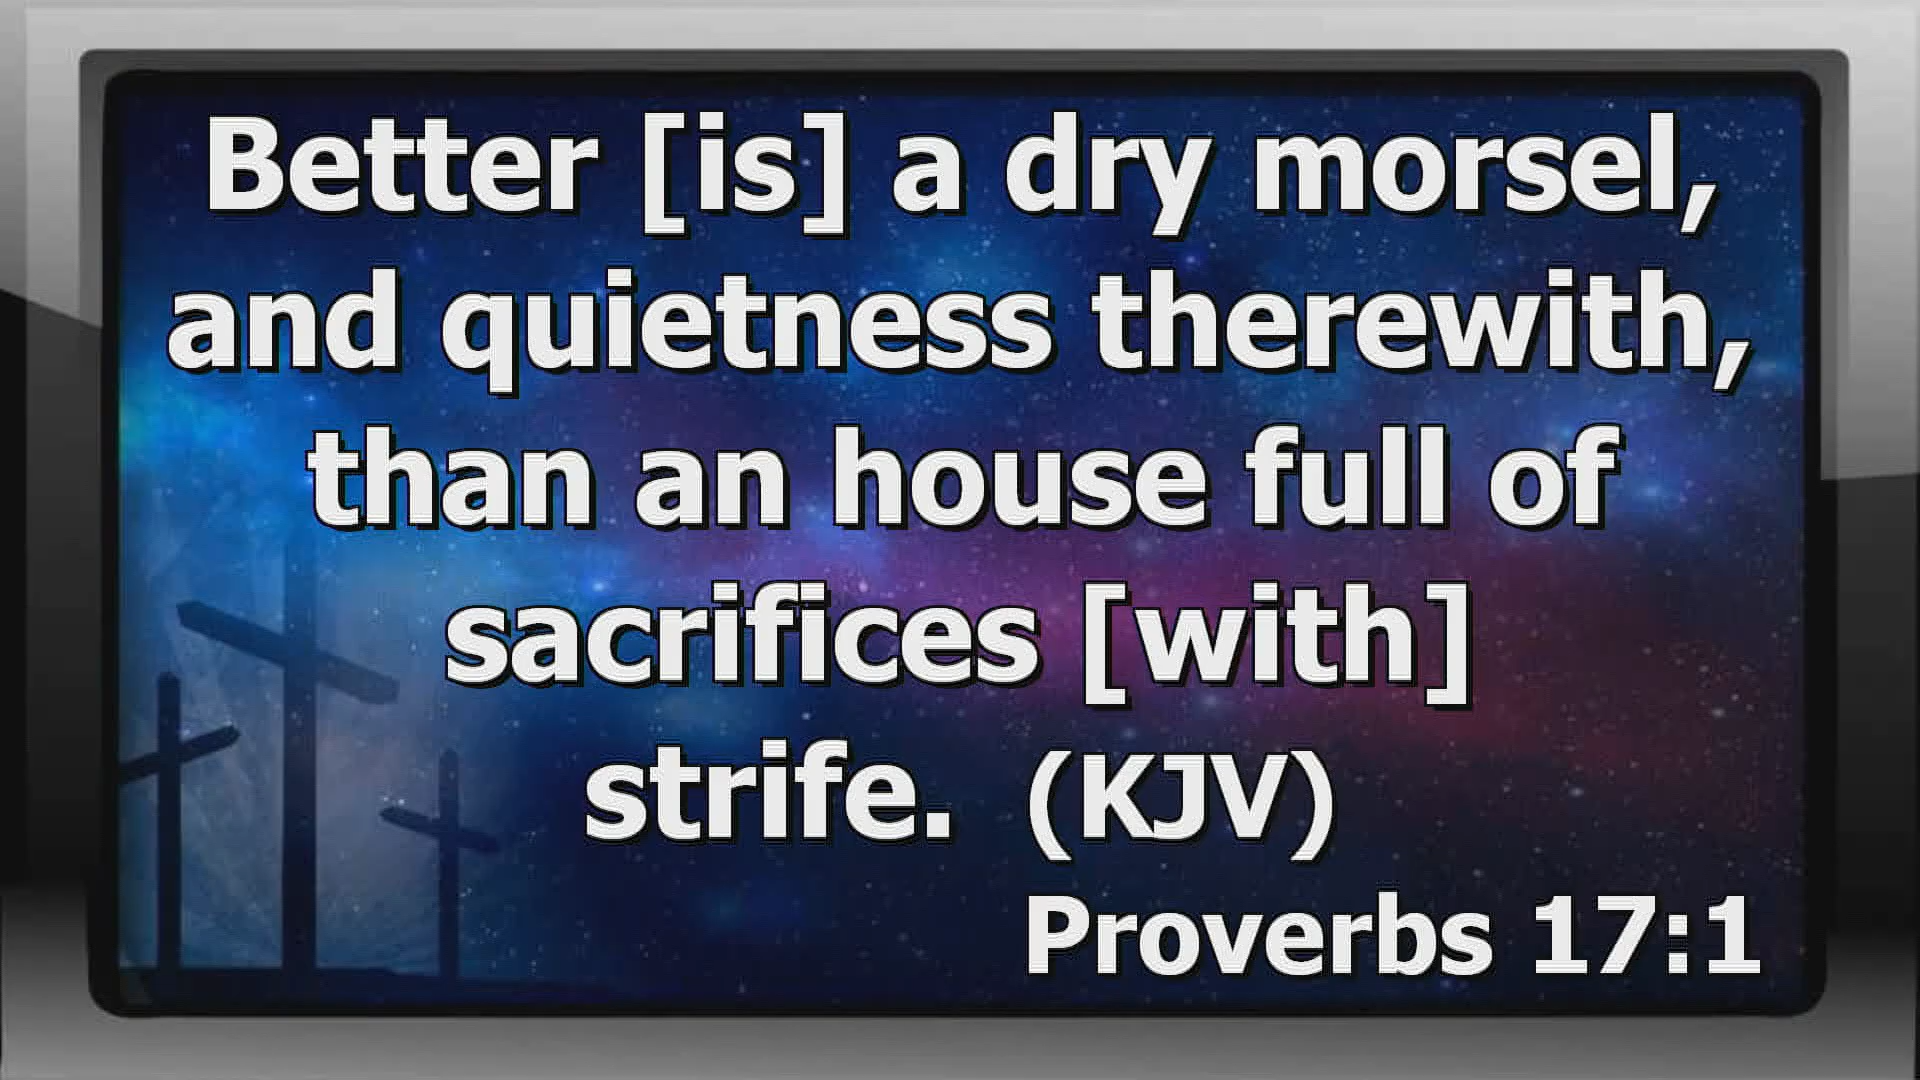 Better [is] a dry morsel,
and quietness therewith,
than an house full of
sacrifices [with]
strife. (KJV)
Proverbs 17:1